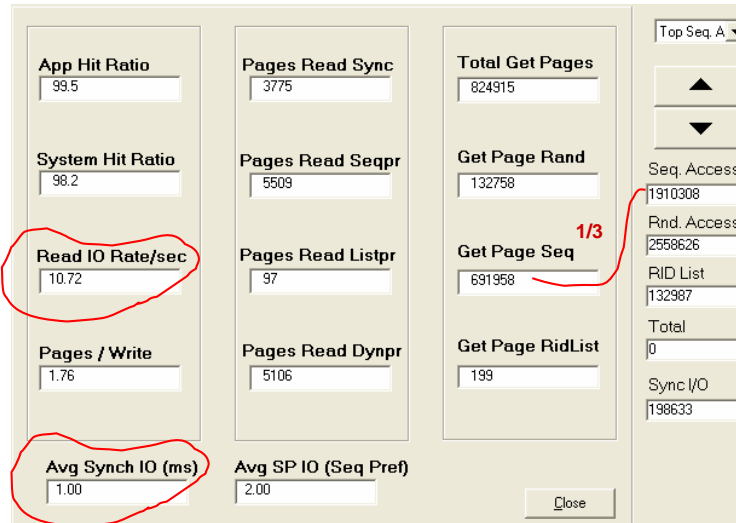 App Hit Ratio
99.5
System Hit Ratio
98.2
Read IO Rate/sec
10.72
Pages / Write
1.76
Avg Synch IO (ms)
1.00
Pages Read Sync
3775
Pages Read Seqpr
5509
Pages Read Listpr
97
Pages Read Dynpr
5106
Avg SP IO (Seq Pref)
2.00
Total Get Pages
824915
Get Page Rand
132758
1/3
Get Page Seq
691958
Get Page RidList
199
Close
Top Seq. A
Seq. Access
1910308
Rnd. Access
2558626
RID List
132987
Total
0
Sync I/O
198633